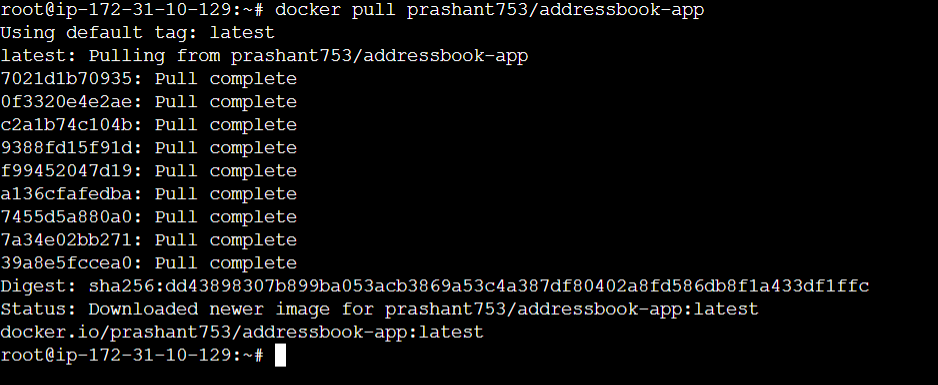 root@ip-172-31-10-129:~# docker pull prashant753/addressbook-app
Using default tag: latest
latest: Pulling from prashant753/addressbook-app
7021d1b70935: Pull complete
0f3320e4e2ae: Pull complete
c2a1b74c104b: Pull complete
9388fd15f91d: Pull complete
f99452047d19: Pull complete
a136cfafedba: Pull complete
7455d5a880a0: Pull complete
7a34e02bb271: Pull complete
39a8e5fccea0: Pull complete
Digest: sha256:dd43898307b899ba053acb3869a53c4a387df80402a8fd586db8f1a433df1ffc
Status: Downloaded newer image for prashant753/addressbook-app:latest
docker.io/prashant753/addressbook-app:latest
root@ip-172-31-10-129:~#